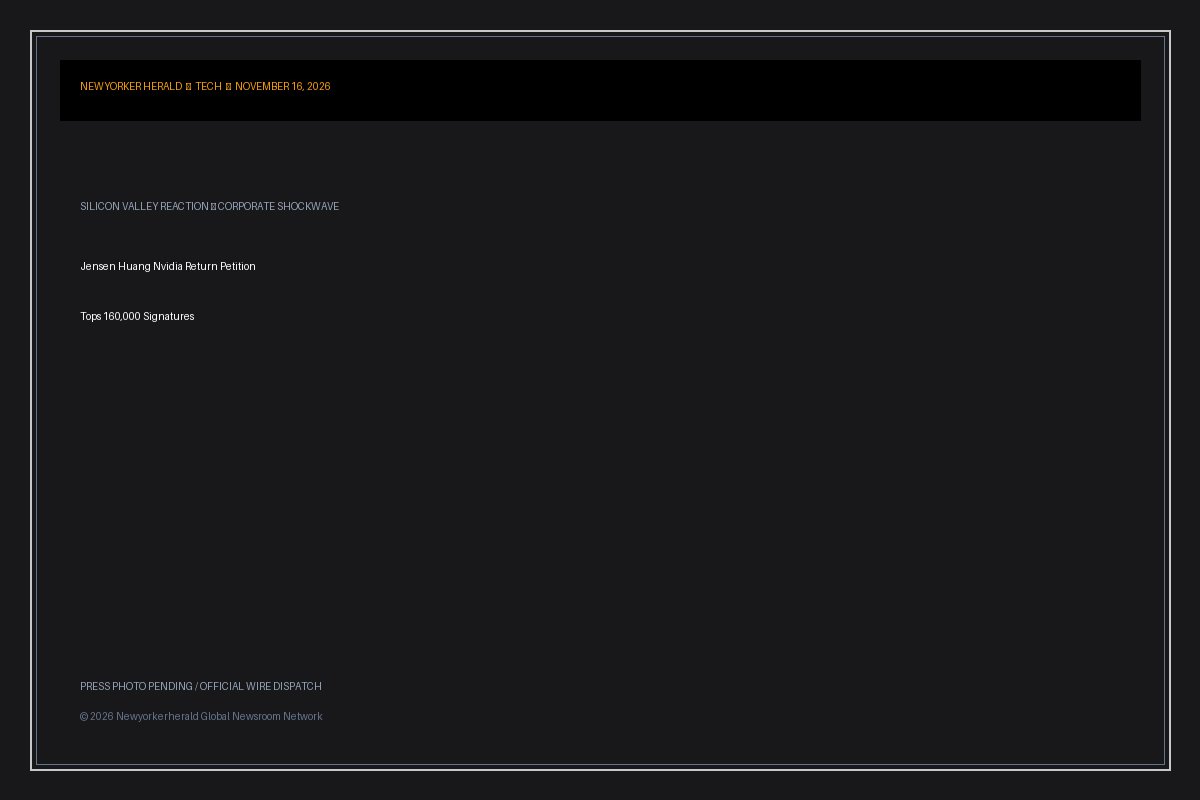 NEWYORKER HERALD ▯ TECH ▯ NOVEMBER 16, 2026
SILICON VALLEY REACTION ▯ CORPORATE SHOCKWAVE
Jensen Huang Nvidia Return Petition
Tops 160,000 Signatures
PRESS PHOTO PENDING / OFFICIAL WIRE DISPATCH
© 2026 Newyorkerherald Global Newsroom Network